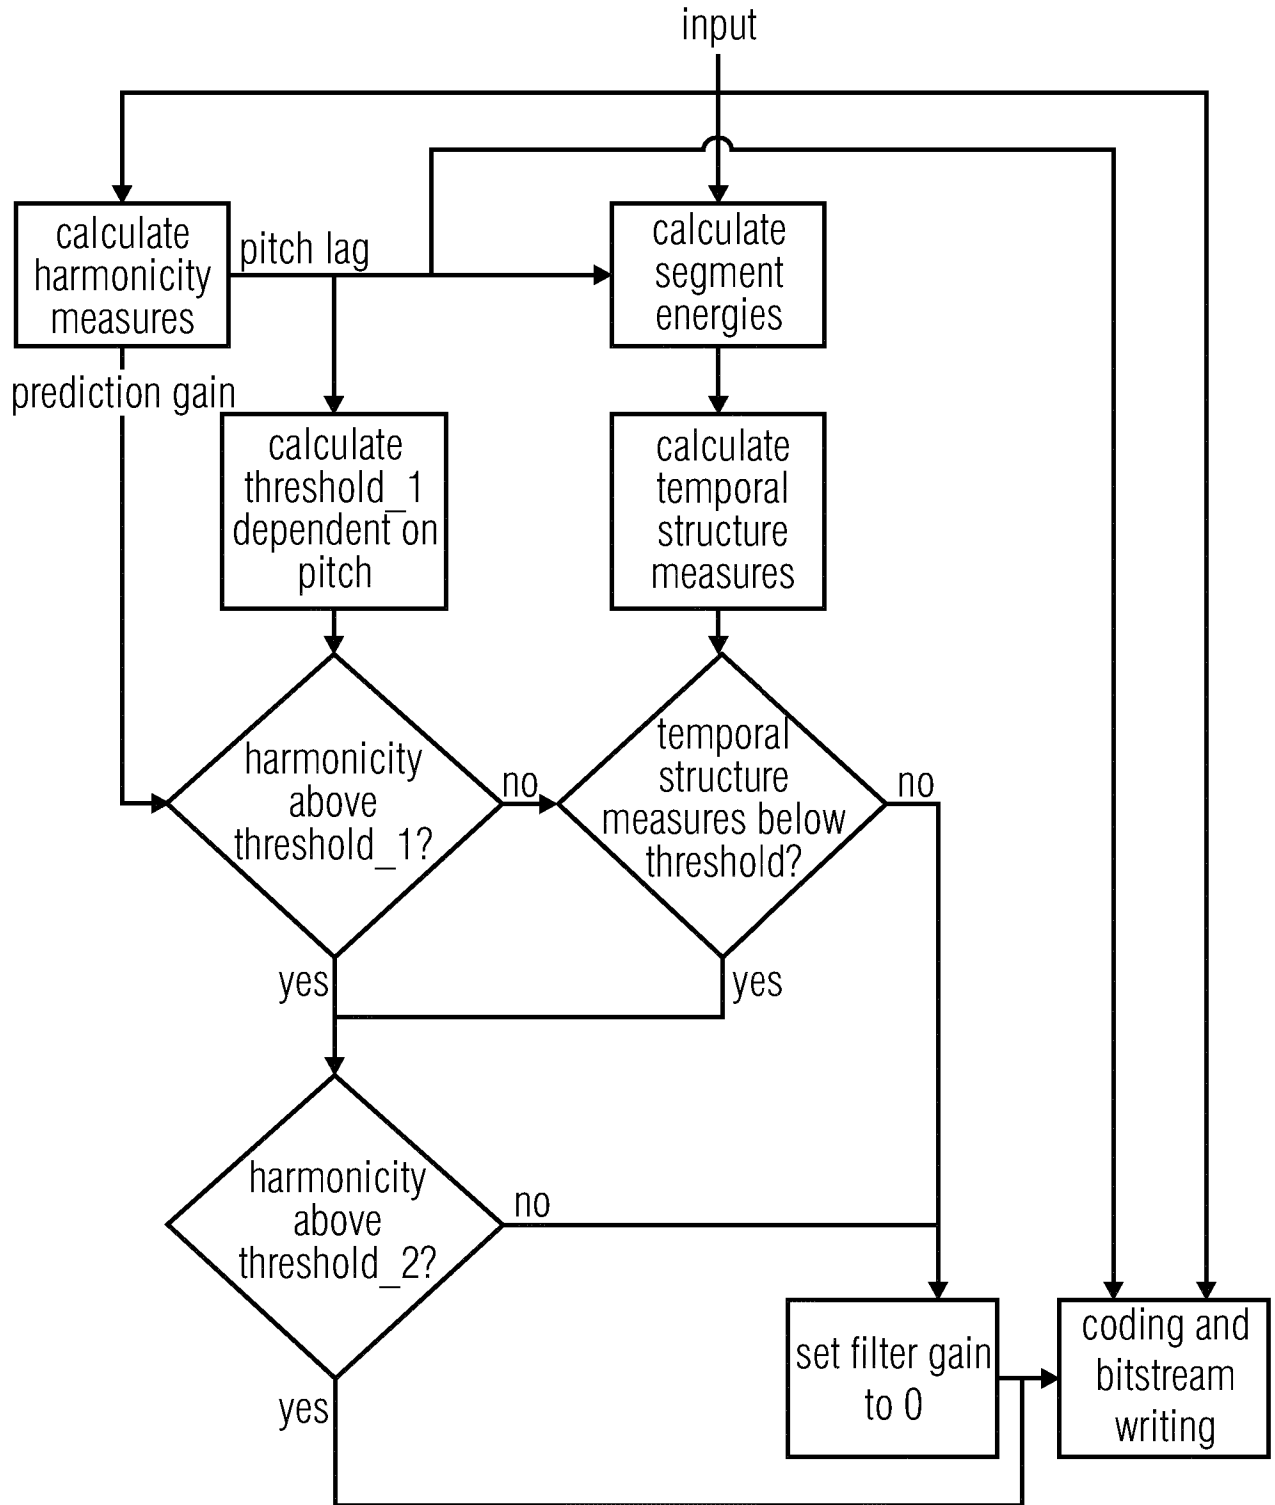 input
calculate
harmonicity
measures
pitch lag
calculate
segment
energies
prediction gain
calculate
threshold_1
dependent on
pitch
calculate
temporal
structure
measures
harmonicity
above
threshold_1?
no
temporal
structure
measures below
threshold?
no
yes
yes
harmonicity
above
threshold_2?
no
yes
set filter gain
to 0
coding and
bitstream
writing